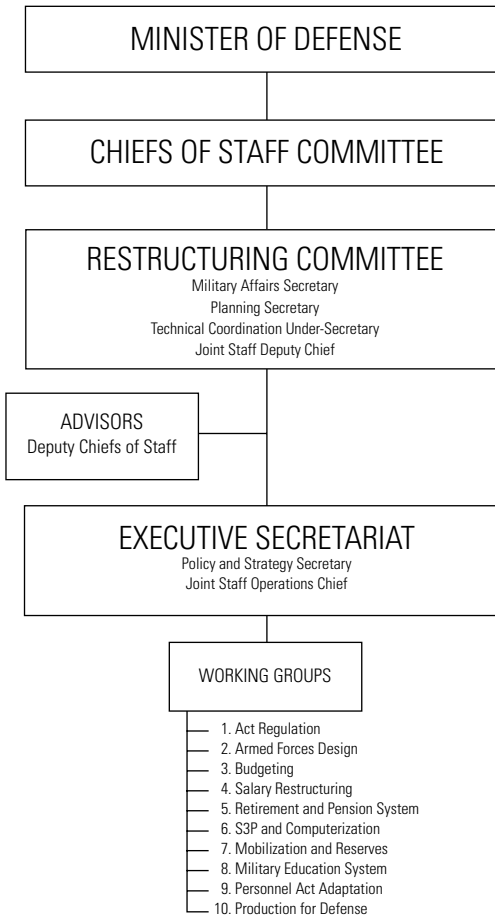 MINISTER OF DEFENSE
CHIEFS OF STAFF COMMITTEE
RESTRUCTURING COMMITTEE
Military Affairs Secretary
Planning Secretary
Technical Coordination Under-Secretary
Joint Staff Deputy Chief
ADVISORS
Deputy Chiefs of Staff
EXECUTIVE SECRETARIAT
Policy and Strategy Secretary
Joint Staff Operations Chief
WORKING GROUPS
1. Act Regulation
2. Armed Forces Design
3. Budgeting
4. Salary Restructuring
5. Retirement and Pension System
6. S3P and Computerization
7. Mobilization and Reserves
8. Military Education System
9. Personnel Act Adaptation
10. Production for Defense